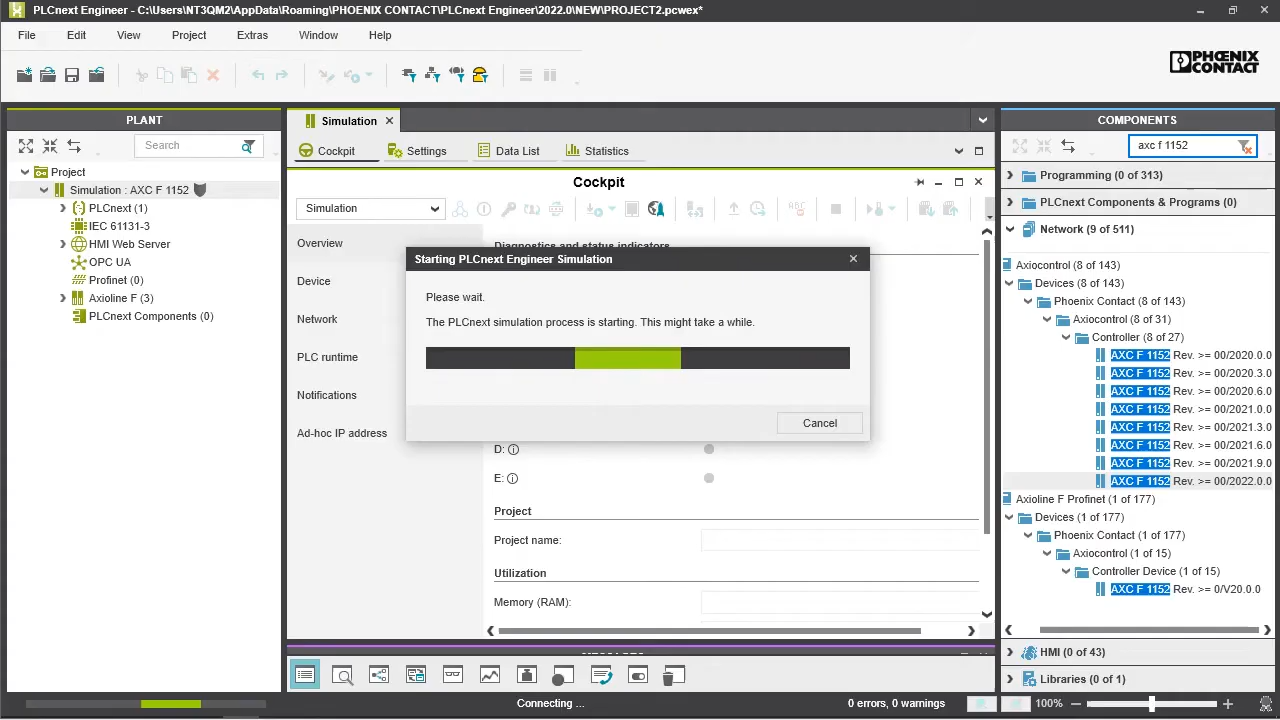 PLCnext Engineer - C:\Users\NT3QM2\AppData\Roaming\PHOENIX CONTACT\PLCnext Engineer\2022.0\NEW\PROJECT2.pcwex*
File Edit View Project Extras Window Help
PHOENIX
CONTACT
PLANT
Search
Project
Simulation : AXC F 1152
PLCnext (1)
IEC 61131-3
HMI Web Server
OPC UA
Profinet (0)
Axioline F (3)
PLCnext Components (0)
Simulation
Cockpit Settings Data List Statistics
Cockpit
Simulation
Overview
Device
Network
PLC runtime
Notifications
Ad-hoc IP address
Diagnostics and status indicators
Starting PLCnext Engineer Simulation
Please wait.
The PLCnext simulation process is starting. This might take a while.
Cancel
D:
E:
Project
Project name:
Utilization
Memory (RAM):
COMPONENTS
axc f 1152
Programming (0 of 313)
PLCnext Components & Programs (0)
Network (9 of 511)
Axiocontrol (8 of 143)
Devices (8 of 143)
Phoenix Contact (8 of 143)
Axiocontrol (8 of 31)
Controller (8 of 27)
AXC F 1152 Rev. >= 00/2020.0.0
AXC F 1152 Rev. >= 00/2020.3.0
AXC F 1152 Rev. >= 00/2020.6.0
AXC F 1152 Rev. >= 00/2021.0.0
AXC F 1152 Rev. >= 00/2021.3.0
AXC F 1152 Rev. >= 00/2021.6.0
AXC F 1152 Rev. >= 00/2021.9.0
AXC F 1152 Rev. >= 00/2022.0.0
Axioline F Profinet (1 of 177)
Devices (1 of 177)
Phoenix Contact (1 of 177)
Axiocontrol (1 of 15)
Controller Device (1 of 15)
AXC F 1152 Rev. >= 0/V20.0.0
HMI (0 of 43)
Libraries (0 of 1)
Connecting ...
0 errors, 0 warnings
100%